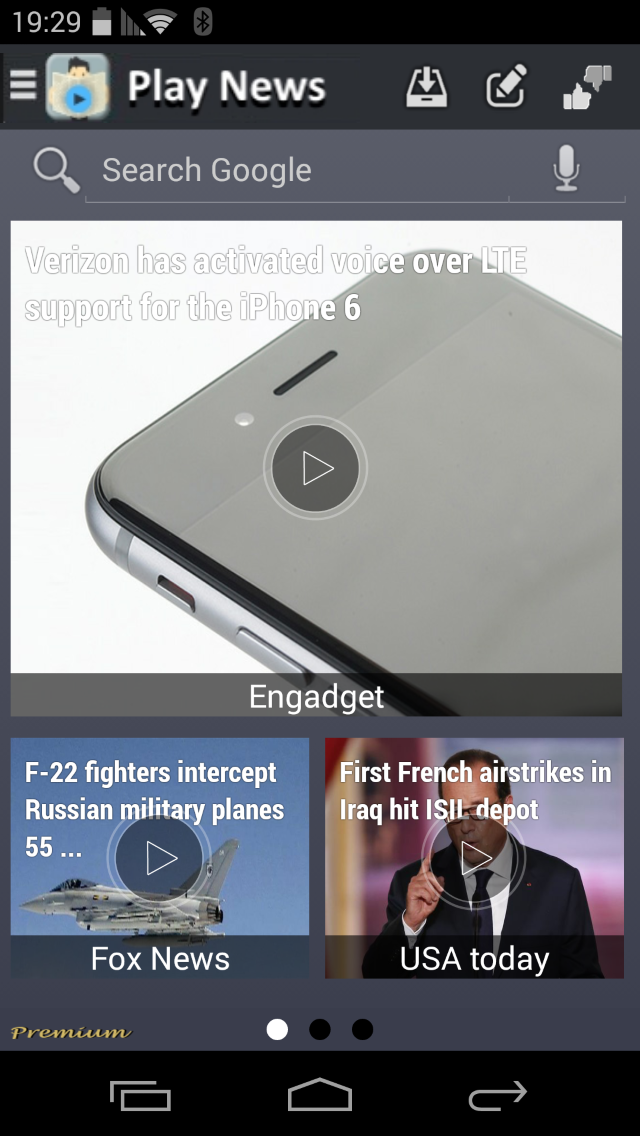 19:29
Play News
Search Google
Verizon has activated voice over LTE
support for the iPhone 6
Engadget
F-22 fighters intercept
Russian military planes
55 ...
Fox News
First French airstrikes in
Iraq hit ISIL depot
USA today
Premium